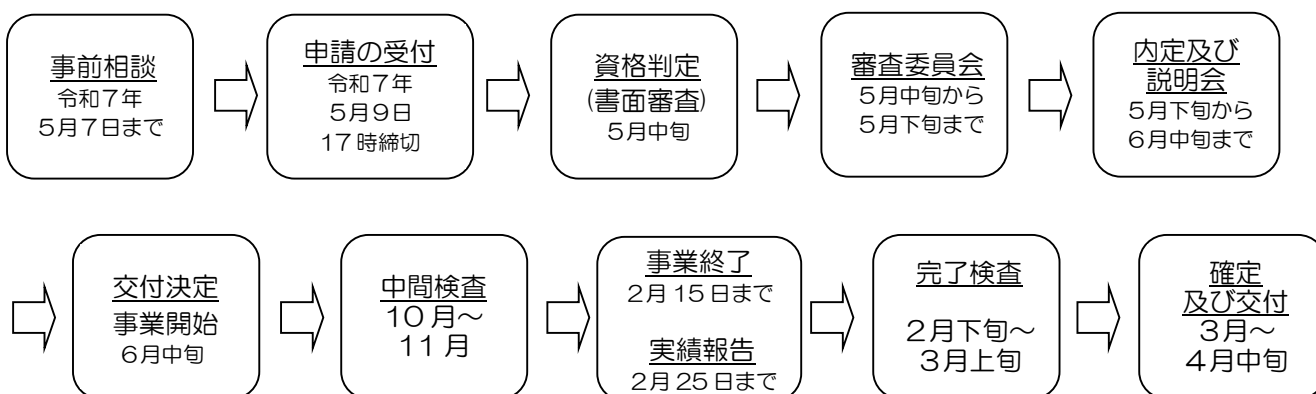 事前相談
令和７年
５月７日まで
申請の受付
令和７年
５月９日
17時締切
資格判定
(書面審査)
５月中旬
審査委員会
５月中旬から
５月下旬まで
内定及び
説明会
５月下旬から
６月中旬まで
交付決定
事業開始
６月中旬
中間検査
10月～
11月
事業終了
２月15日まで
実績報告
２月25日まで
完了検査
２月下旬～
３月上旬
確定
及び交付
３月～
４月中旬